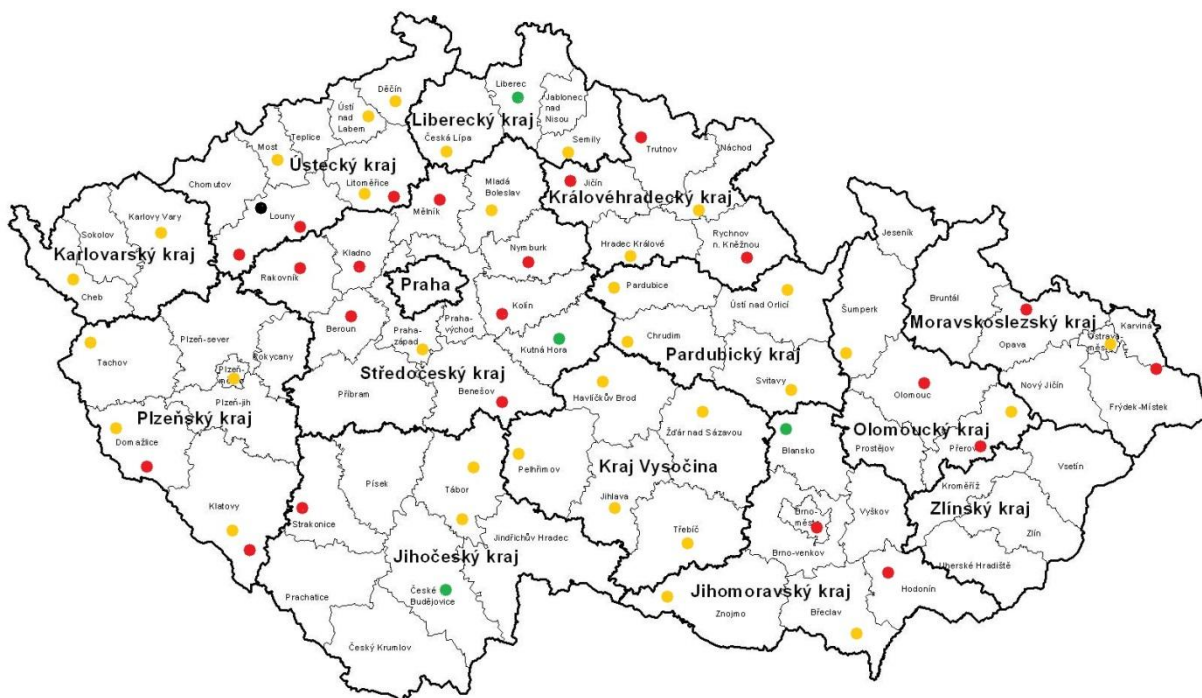 Děčín
Liberec
Ústí
nad
Labem
Jablonec
nad
Nisou
Liberecký kraj
Teplice
Česká Lípa
Semily
Most
Trutnov
Náchod
Ústecký kraj
Chomutov
Litoměřice
Mladá
Boleslav
Jičín
Královéhradecký kraj
Mělník
Karlovy Vary
Louny
Sokolov
Karlovarský kraj
Kladno
Nymburk
Hradec Králové
Rychnov
n. Kněžnou
Jeseník
Rakovník
Praha
Cheb
Pardubice
Ústí nad Orlicí
Bruntál
Šumperk
Kolín
Beroun
Praha-
západ
Praha-
východ
Moravskoslezský kraj
Karviná
Opava
Ostrava-
město
Plzeň-sever
Rokycany
Chrudim
Kutná Hora
Pardubický kraj
Tachov
Plzeň-
město
Středočeský kraj
Svitavy
Nový Jičín
Příbram
Benešov
Havlíčkův Brod
Olomouc
Frýdek-Místek
Plzeň-jih
Plzeňský kraj
Domažlice
Žďár nad Sázavou
Olomoucký kraj
Blansko
Prostějov
Přerov
Pelhřimov
Kraj Vysočina
Vsetín
Kroměříž
Písek
Tábor
Klatovy
Jihlava
Zlínský kraj
Strakonice
Brno-
město
Vyškov
Zlín
Jindřichův Hradec
Třebíč
Jihočeský kraj
Brno-venkov
Uherské Hradiště
Prachatice
České
Budějovice
Jihomoravský kraj
Hodonín
Znojmo
Břeclav
Český Krumlov